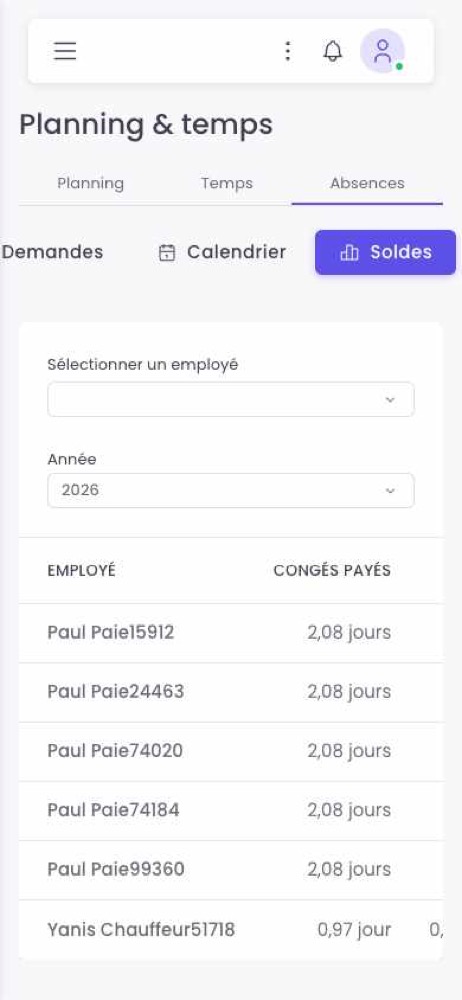 Planning & temps
Planning Temps Absences
Demandes Calendrier Soldes
Sélectionner un employé
Année
2026
EMPLOYÉ CONGÉS PAYÉS
Paul Paie15912 2,08 jours
Paul Paie24463 2,08 jours
Paul Paie74020 2,08 jours
Paul Paie74184 2,08 jours
Paul Paie99360 2,08 jours
Yanis Chauffeur51718 0,97 jour 0,